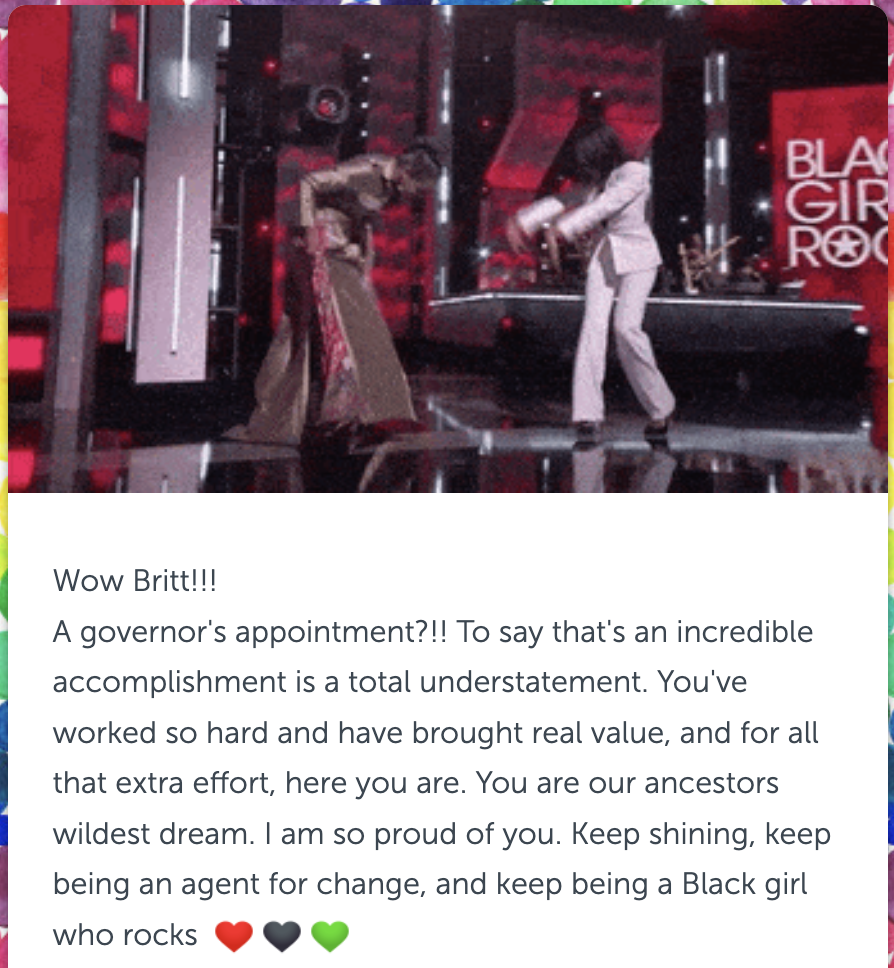 BLA
GIR
RO
Wow Britt!!!
A governor's appointment?!! To say that's an incredible
accomplishment is a total understatement. You've
worked so hard and have brought real value, and for all
that extra effort, here you are. You are our ancestors
wildest dream. I am so proud of you. Keep shining, keep
being an agent for change, and keep being a Black girl
who rocks ❤️ 🖤 💚